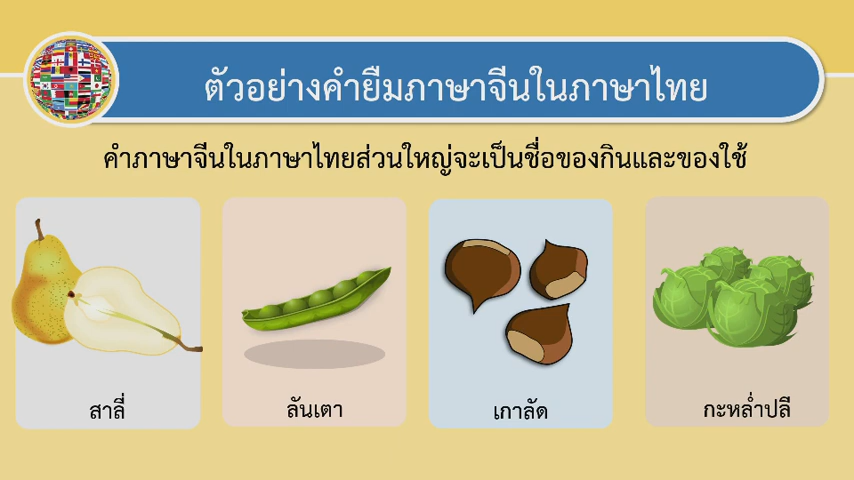 ตัวอย่างคำยืมภาษาจีนในภาษาไทย
คำภาษาจีนในภาษาไทยส่วนใหญ่จะเป็นชื่อของกินและของใช้
สาลี่
ลันเตา
เกาลัด
กะหล่ำปลี